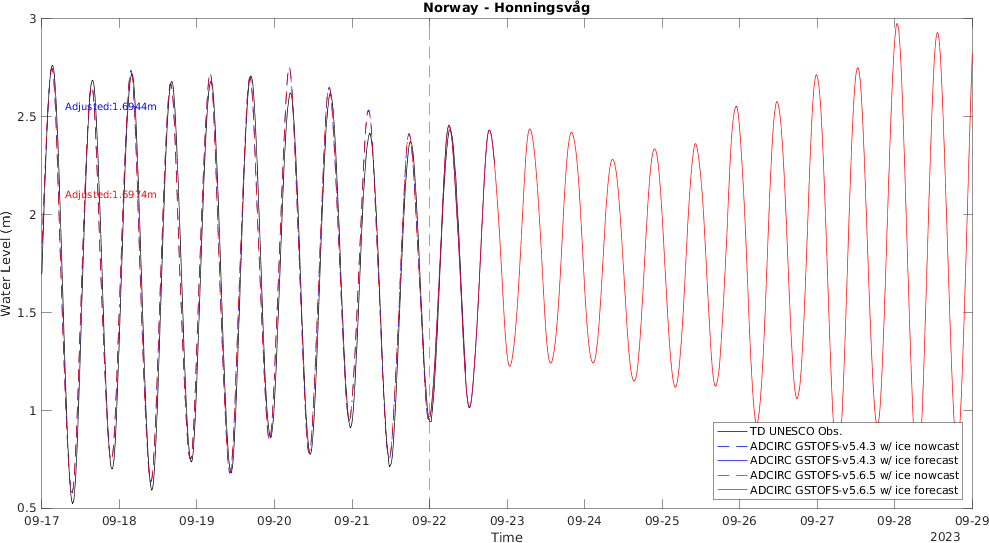 Norway - Honningsvåg
3
2.5
2
1.5
1
0.5
Water Level (m)
Adjusted:1.6944m
Adjusted:1.6974m
TD UNESCO Obs.
ADCIRC GSTOFS-v5.4.3 w/ ice nowcast
ADCIRC GSTOFS-v5.4.3 w/ ice forecast
ADCIRC GSTOFS-v5.6.5 w/ ice nowcast
ADCIRC GSTOFS-v5.6.5 w/ ice forecast
09-17 09-18 09-19 09-20 09-21 09-22 09-23 09-24 09-25 09-26 09-27 09-28 09-29
Time
2023